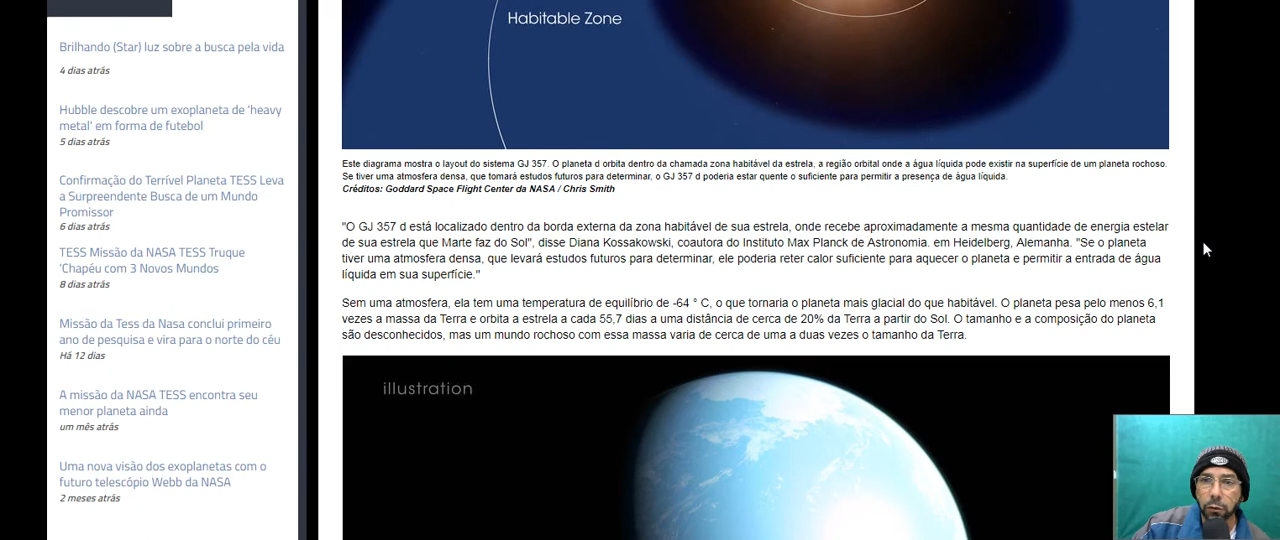 Brilhando (Star) luz sobre a busca pela vida
4 dias atrás
Hubble descobre um exoplaneta de 'heavy
metal' em forma de futebol
5 dias atrás
Confirmação do Terrível Planeta TESS Leva
a Surpreendente Busca de um Mundo
Promissor
6 dias atrás
TESS Missão da NASA TESS Truque
'Chapéu com 3 Novos Mundos
8 dias atrás
Missão da Tess da Nasa conclui primeiro
ano de pesquisa e vira para o norte do céu
Há 12 dias
A missão da NASA TESS encontra seu
menor planeta ainda
um mês atrás
Uma nova visão dos exoplanetas com o
futuro telescópio Webb da NASA
2 meses atrás
Habitable Zone
Este diagrama mostra o layout do sistema GJ 357. O planeta d orbita dentro da chamada zona habitável da estrela, a região orbital onde a água líquida pode existir na superfície de um planeta rochoso.
Se tiver uma atmosfera densa, que tomará estudos futuros para determinar, o GJ 357 d poderia estar quente o suficiente para permitir a presença de água líquida.
Créditos: Goddard Space Flight Center da NASA / Chris Smith
"O GJ 357 d está localizado dentro da borda externa da zona habitável de sua estrela, onde recebe aproximadamente a mesma quantidade de energia estelar
de sua estrela que Marte faz do Sol", disse Diana Kossakowski, coautora do Instituto Max Planck de Astronomia. em Heidelberg, Alemanha. "Se o planeta
tiver uma atmosfera densa, que levará estudos futuros para determinar, ele poderia reter calor suficiente para aquecer o planeta e permitir a entrada de água
líquida em sua superfície."
Sem uma atmosfera, ela tem uma temperatura de equilíbrio de -64 ° C, o que tornaria o planeta mais glacial do que habitável. O planeta pesa pelo menos 6,1
vezes a massa da Terra e orbita a estrela a cada 55,7 dias a uma distância de cerca de 20% da Terra a partir do Sol. O tamanho e a composição do planeta
são desconhecidos, mas um mundo rochoso com essa massa varia de cerca de uma a duas vezes o tamanho da Terra.
illustration